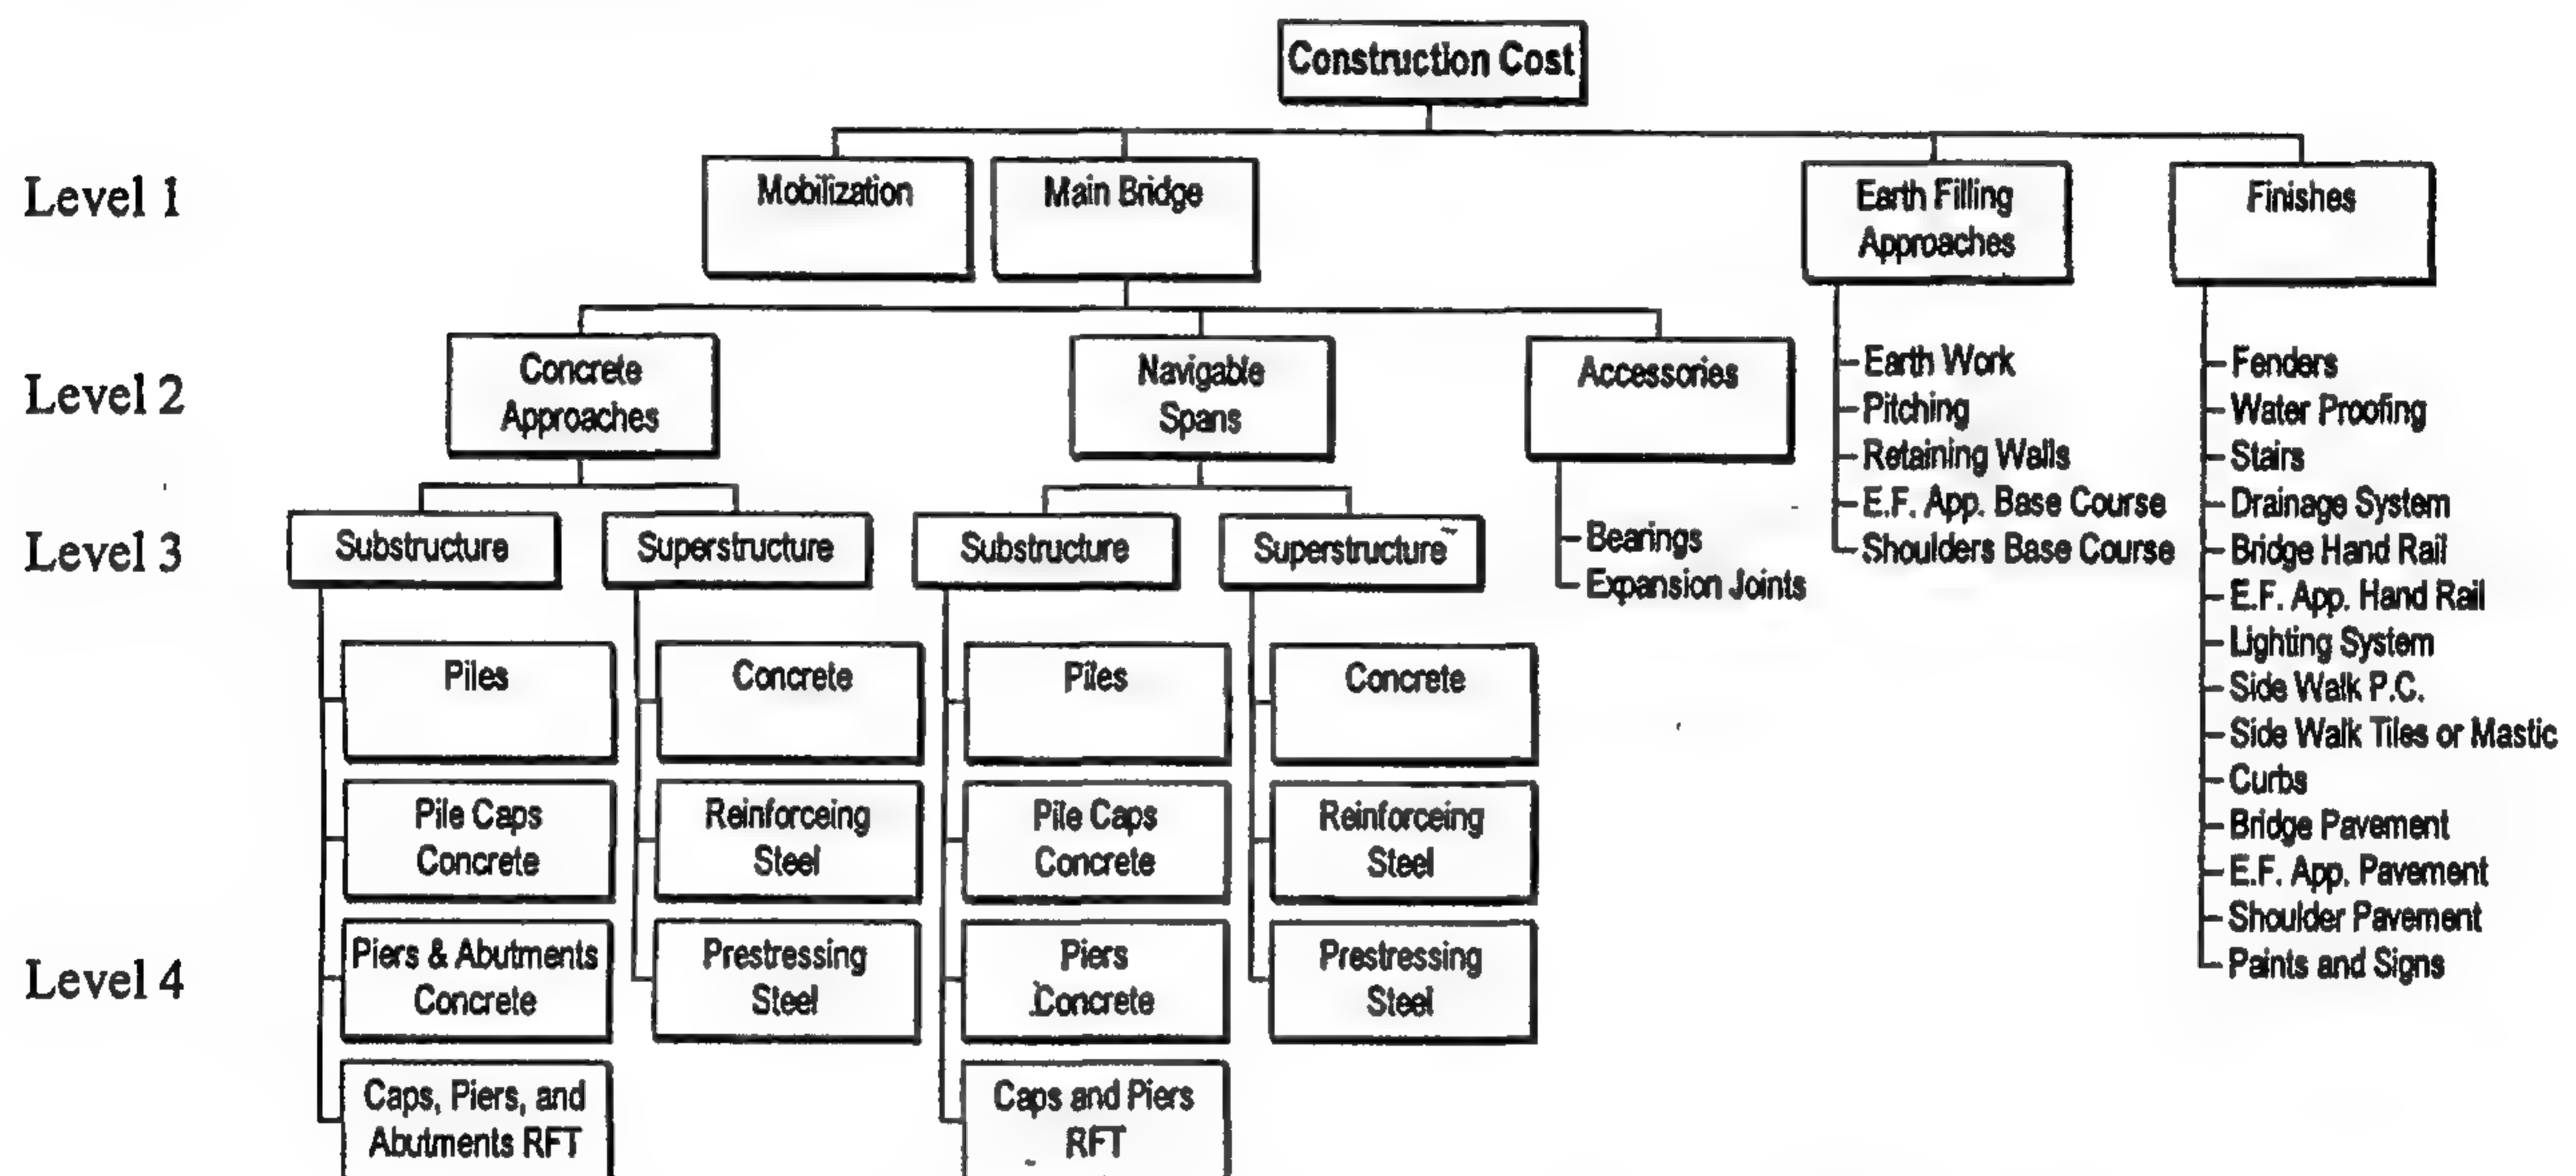 Construction Cost
Level 1
Mobilization
Main Bridge
Earth Filling
Approaches
Finishes
Level 2
Concrete
Approaches
Navigable
Spans
Accessories
Earth Work
Pitching
Retaining Walls
E.F. App. Base Course
Shoulders Base Course
Fenders
Water Proofing
Stairs
Drainage System
Bridge Hand Rail
E.F. App. Hand Rail
Lighting System
Side Walk P.C.
Side Walk Tiles or Mastic
Curbs
Bridge Pavement
E.F. App. Pavement
Shoulder Pavement
Paints and Signs
Level 3
Substructure
Superstructure
Substructure
Superstructure
Bearings
Expansion Joints
Level 4
Piles
Pile Caps
Concrete
Piers & Abutments
Concrete
Caps, Piers, and
Abutments RFT
Concrete
Reinforceing
Steel
Prestressing
Steel
Piles
Pile Caps
Concrete
Piers
Concrete
Caps and Piers
RFT
Concrete
Reinforceing
Steel
Prestressing
Steel